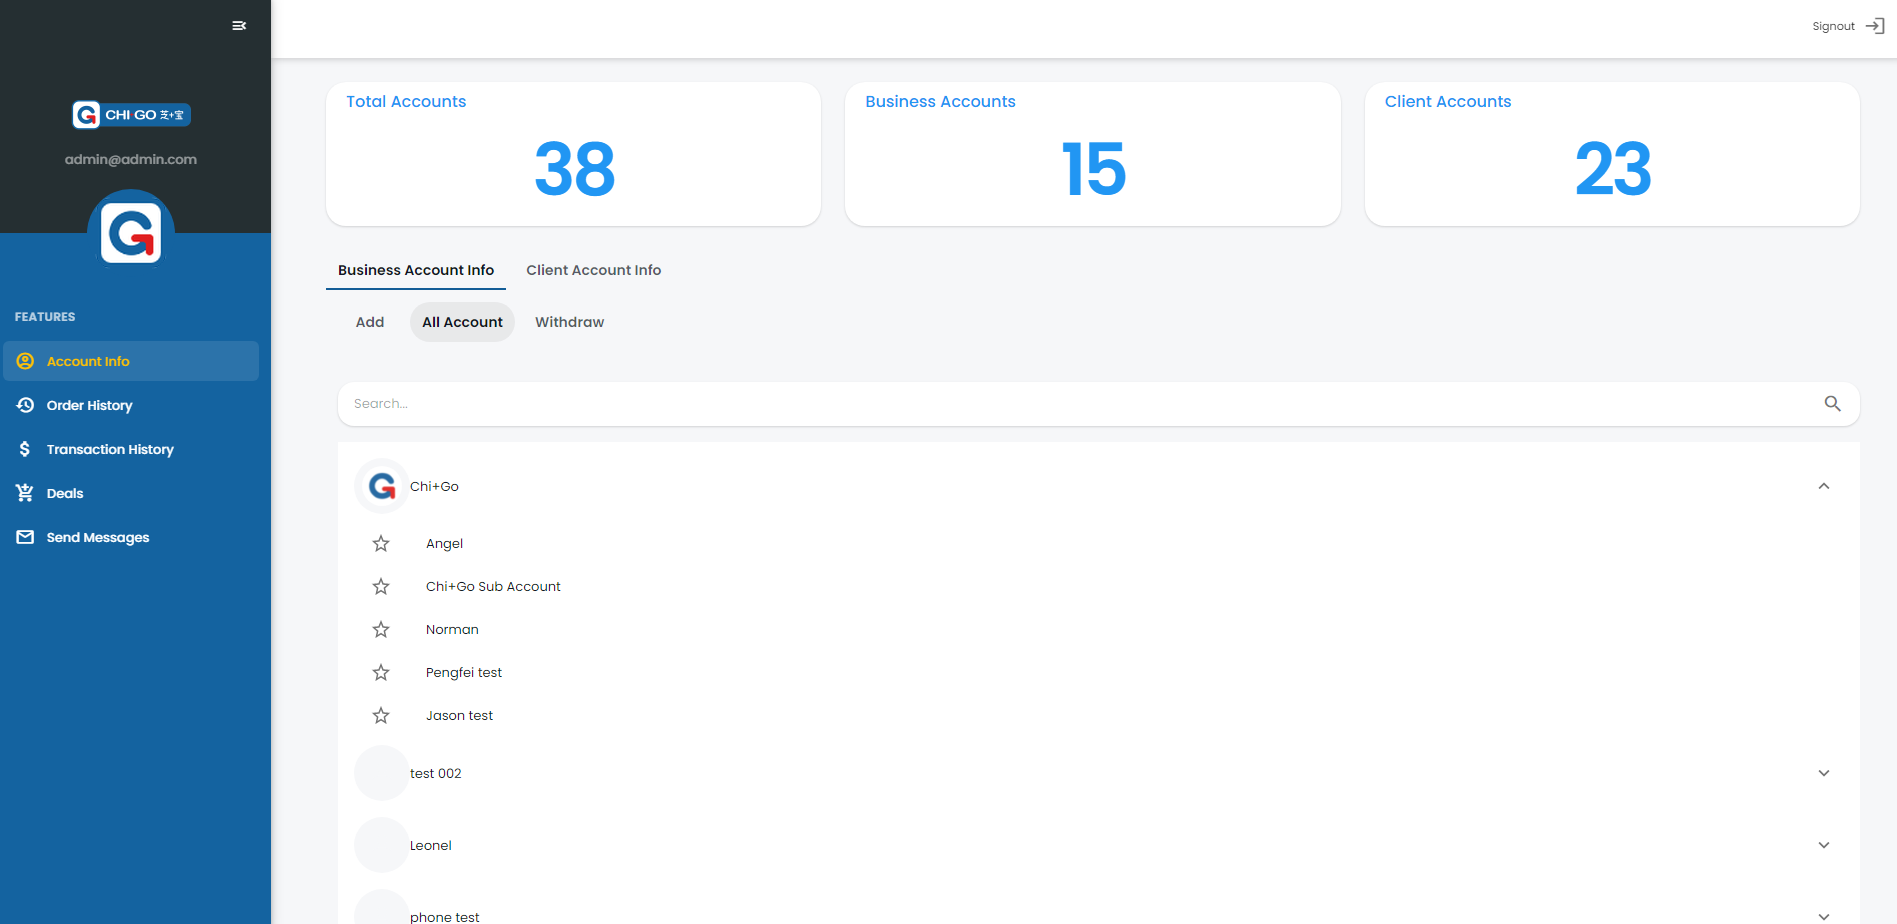 Signout
CHI-GO 芝+宝
admin@admin.com
FEATURES
Account Info
Order History
Transaction History
Deals
Send Messages
Total Accounts
38
Business Accounts
15
Client Accounts
23
Business Account Info
Client Account Info
Add
All Account
Withdraw
Search...
Chi+Go
Angel
Chi+Go Sub Account
Norman
Pengfei test
Jason test
test 002
Leonel
phone test